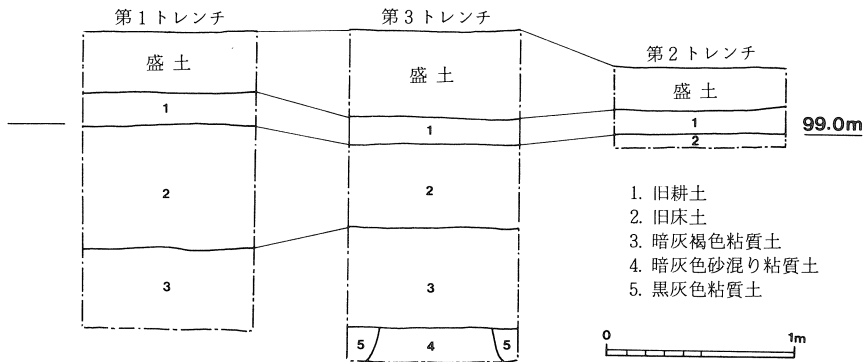 第1トレンチ
第3トレンチ
第2トレンチ
盛土
盛土
盛土
1
1
1
99.0m
2
2
2
3
3
5
4
5
1. 旧耕土
2. 旧床土
3. 暗灰褐色粘質土
4. 暗灰色砂混り粘質土
5. 黒灰色粘質土
0
1m